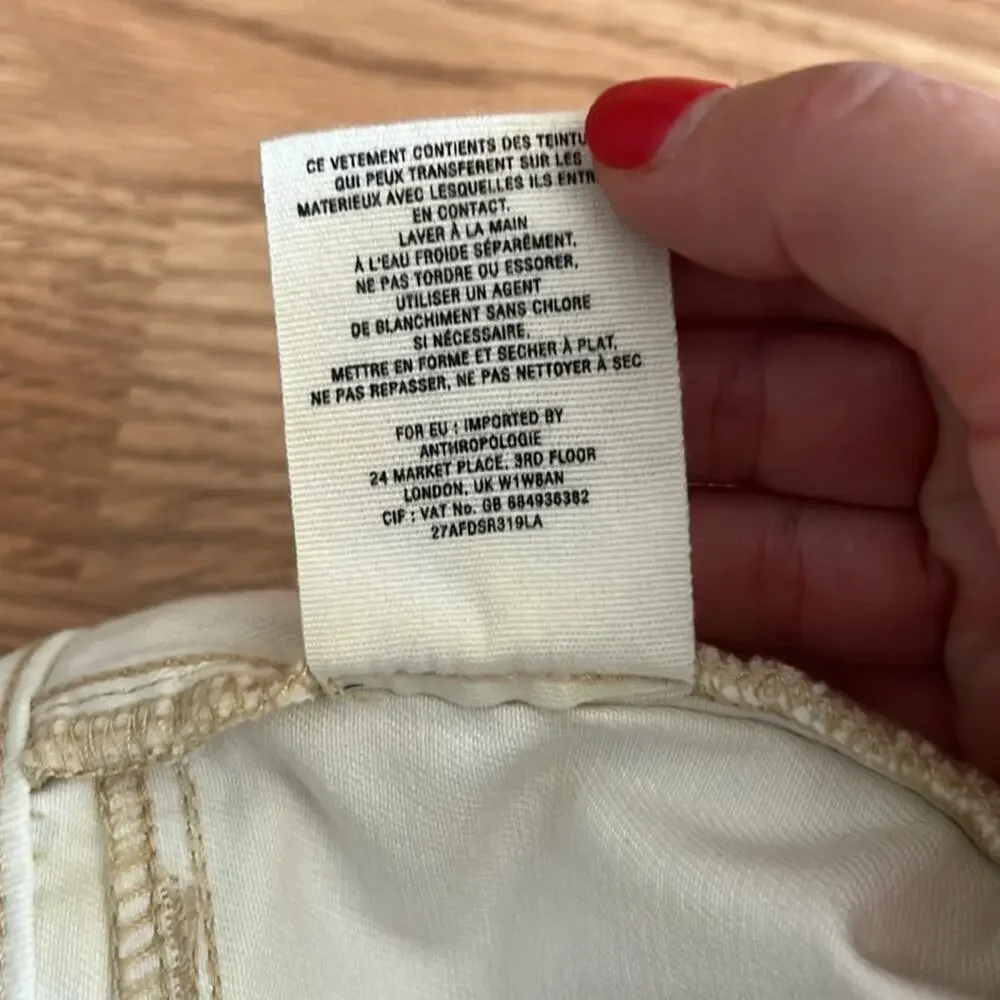 CE VETEMENT CONTIENTS DES
QUI PEUX TRANSFERENT SUR LES
MATERIEUX AVEC LESQUELLES ILS
EN CONTACT.
LAVER À LA MAIN
À L'EAU FROIDE SÉPARÉMENT,
NE PAS TORDRE OU ESSORER,
UTILISER UN AGENT
DE BLANCHIMENT SANS CHLORE
SI NÉCESSAIRE.
METTRE EN FORME ET SECHER À PLAT,
NE PAS REPASSER, NE PAS NETTOYER À SEC
FOR EU : IMPORTED BY
ANTHROPOLOGIE
24 MARKET PLACE, 3RD FLOOR
LONDON, UK W1W8AN
CIF : VAT No. GB 684936382
27AFDSR319LA